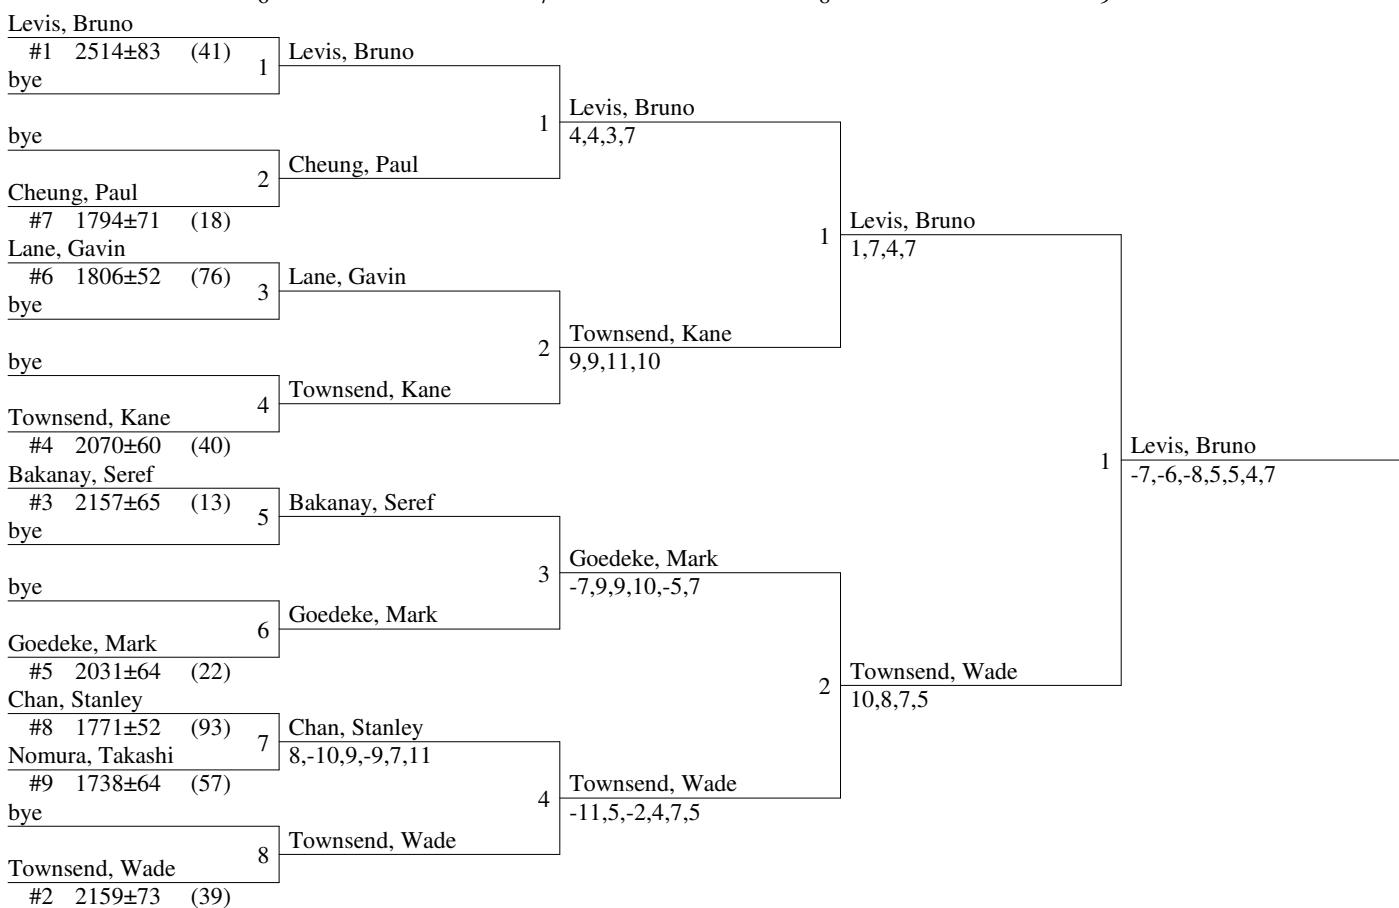 Levis, Bruno
#1 2514±83 (41)
bye
1
Levis, Bruno
bye
Cheung, Paul
#7 1794±71 (18)
2
Cheung, Paul
Lane, Gavin
#6 1806±52 (76)
bye
3
Lane, Gavin
bye
Townsend, Kane
#4 2070±60 (40)
4
Townsend, Kane
Bakanay, Seref
#3 2157±65 (13)
bye
5
Bakanay, Seref
bye
Goedeke, Mark
#5 2031±64 (22)
6
Goedeke, Mark
Chan, Stanley
#8 1771±52 (93)
Nomura, Takashi
#9 1738±64 (57)
7
Chan, Stanley
8,-10,9,-9,7,11
bye
Townsend, Wade
#2 2159±73 (39)
8
Townsend, Wade
1
Levis, Bruno
4,4,3,7
2
Townsend, Kane
9,9,11,10
3
Goedeke, Mark
-7,9,9,10,-5,7
4
Townsend, Wade
-11,5,-2,4,7,5
1
Levis, Bruno
1,7,4,7
2
Townsend, Wade
10,8,7,5
1
Levis, Bruno
-7,-6,-8,5,5,4,7